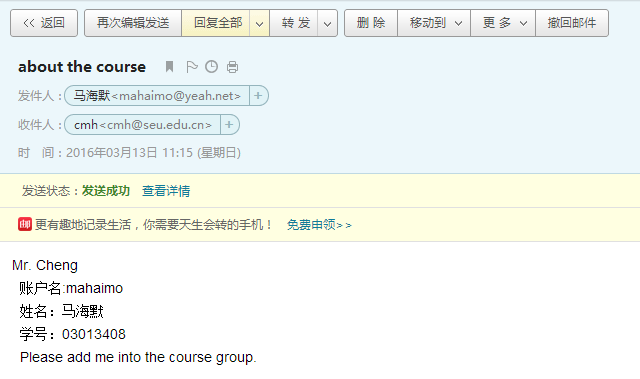 << 返回 再次编辑发送 回复全部 转 发 删 除 移动到 更 多 撤回邮件
about the course
发件人：马海默<mahaimo@yeah.net> +
收件人：cmh<cmh@seu.edu.cn> +
时 间：2016年03月13日 11:15 (星期日)
发送状态：发送成功 查看详情
更有趣地记录生活，你需要天生会转的手机！ 免费申领>>
Mr. Cheng
账户名:mahaimo
姓名：马海默
学号：03013408
Please add me into the course group.